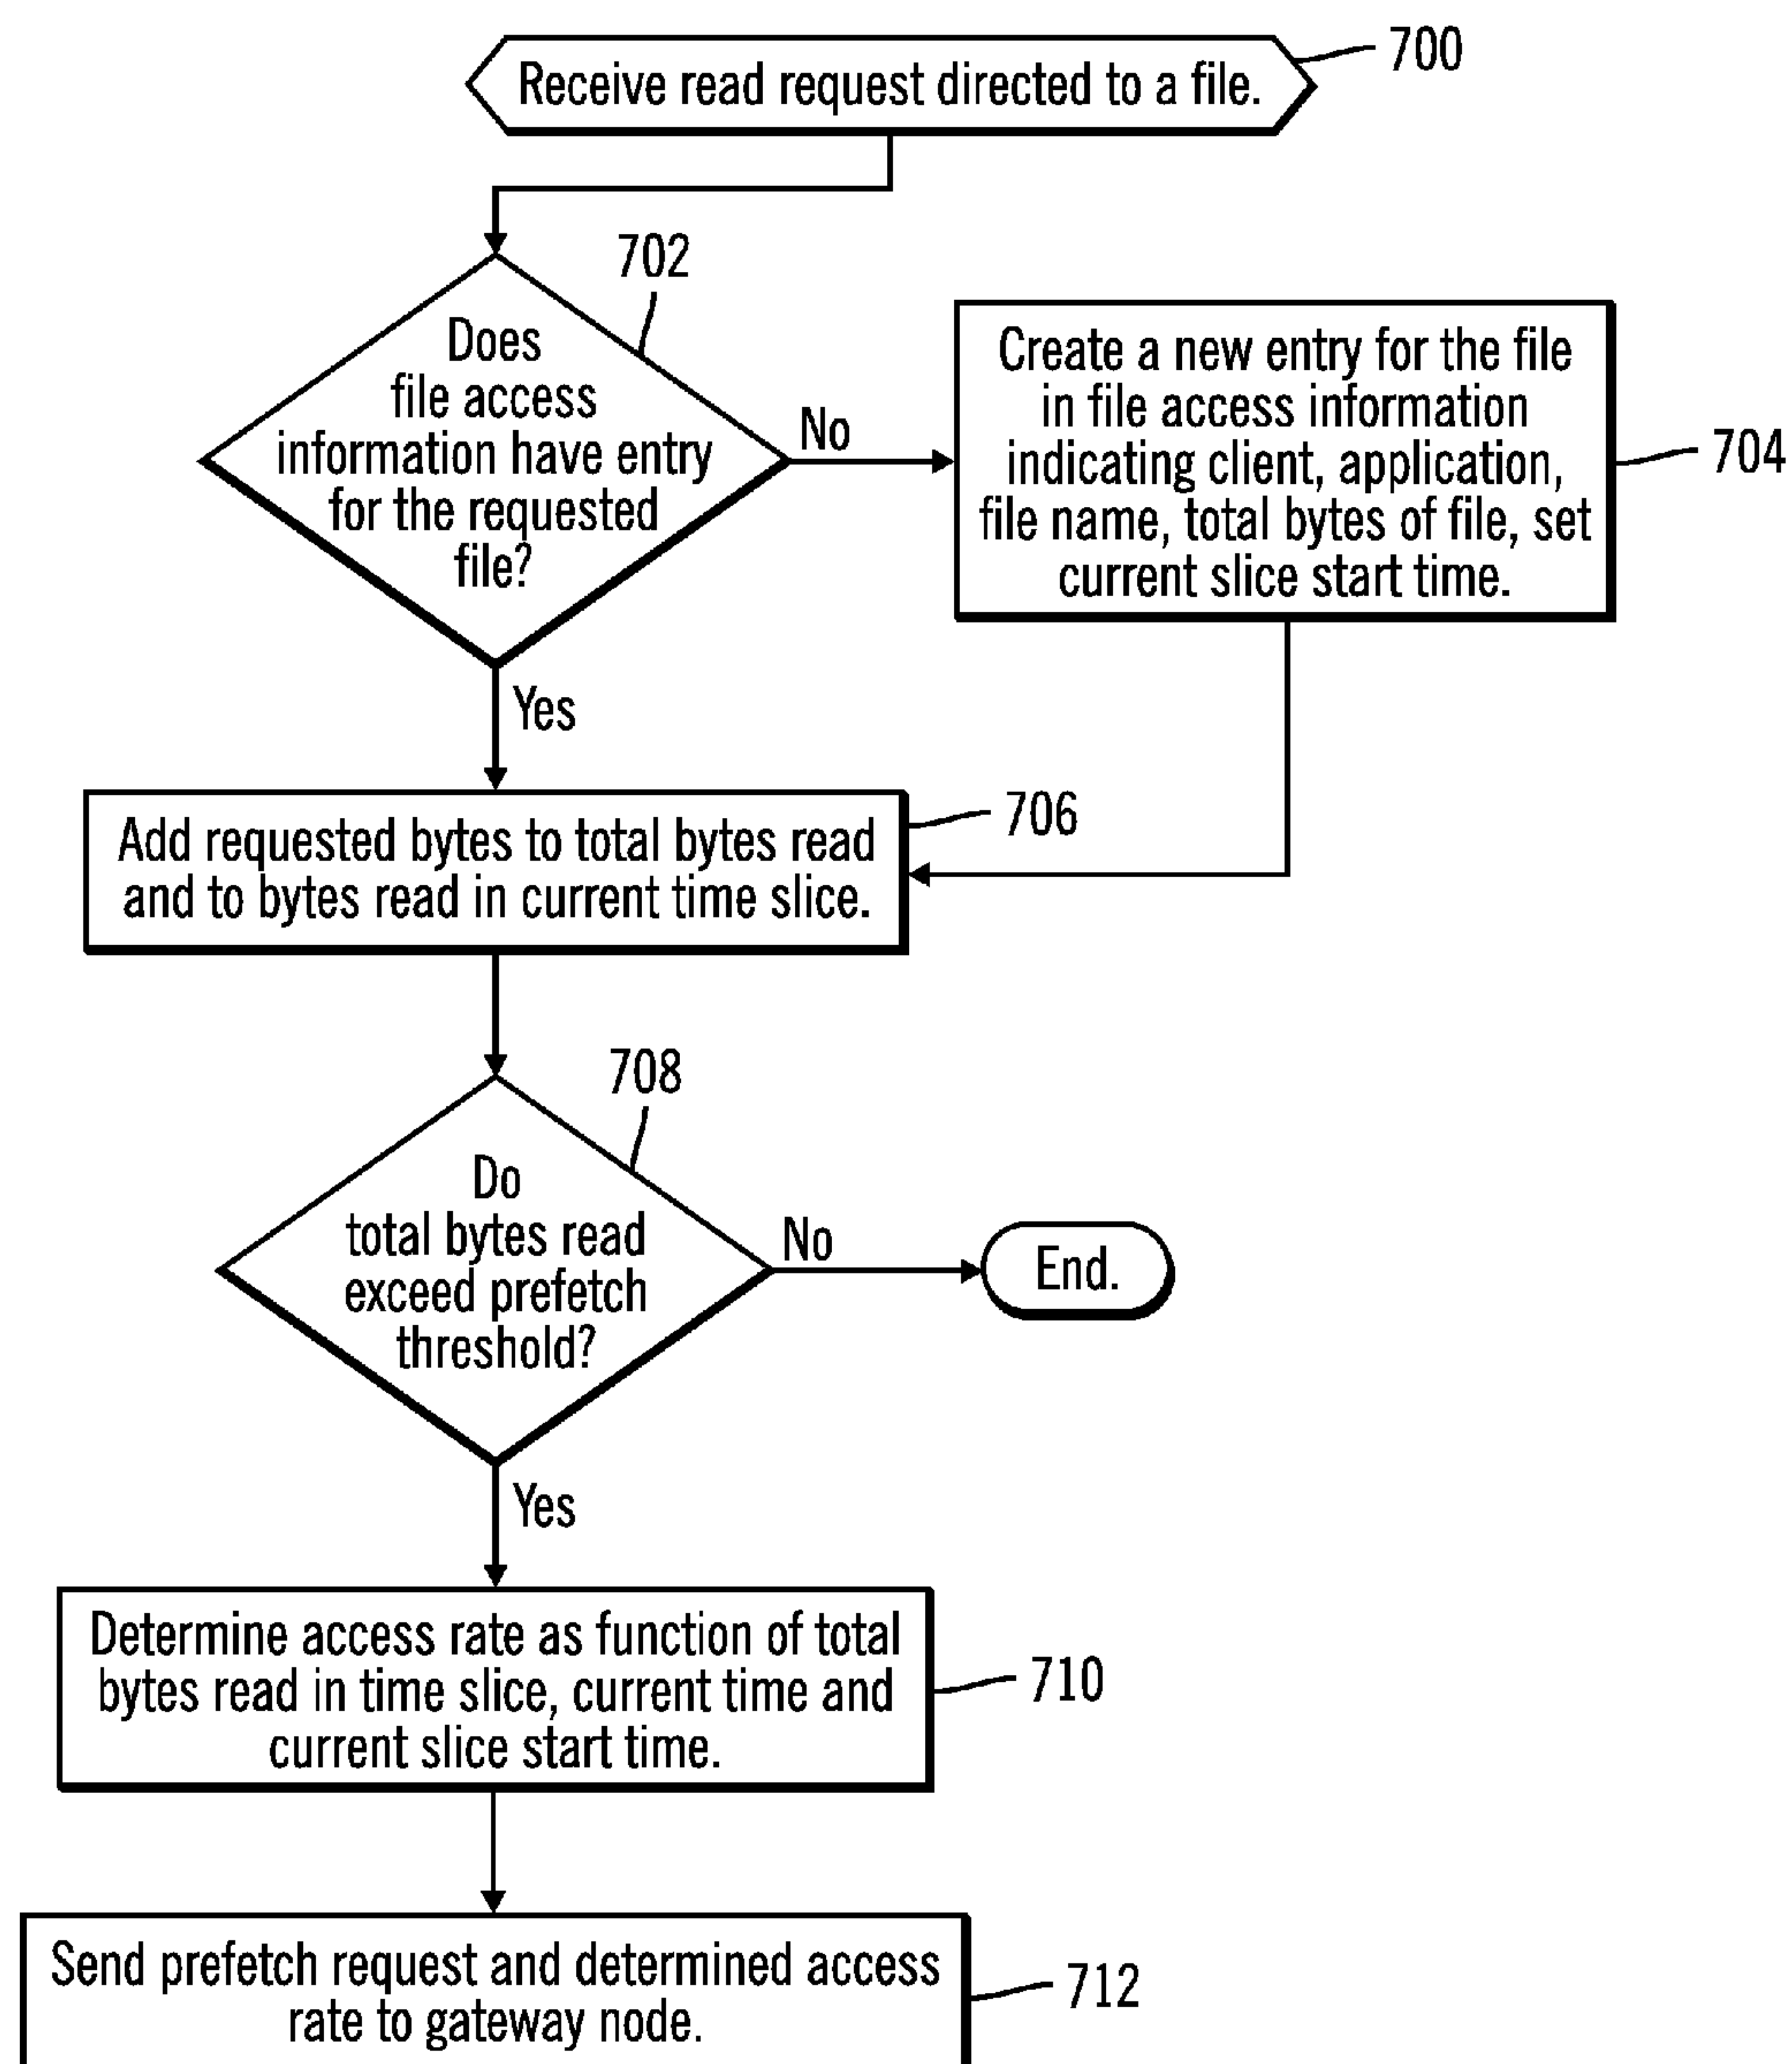 Receive read request directed to a file.
700
702
Does
file access
information have entry
for the requested
file?
No
Create a new entry for the file
in file access information
indicating client, application,
file name, total bytes of file, set
current slice start time.
704
Yes
Add requested bytes to total bytes read
and to bytes read in current time slice.
706
708
Do
total bytes read
exceed prefetch
threshold?
No
End.
Yes
Determine access rate as function of total
bytes read in time slice, current time and
current slice start time.
710
Send prefetch request and determined access
rate to gateway node.
712